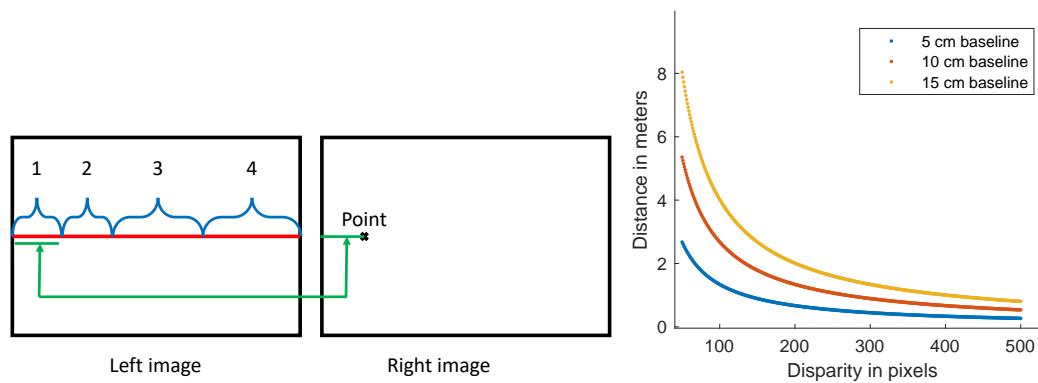 1 2 3 4
Point
Left image
Right image
5 cm baseline
10 cm baseline
15 cm baseline
Distance in meters
8
6
4
2
0
100 200 300 400 500
Disparity in pixels